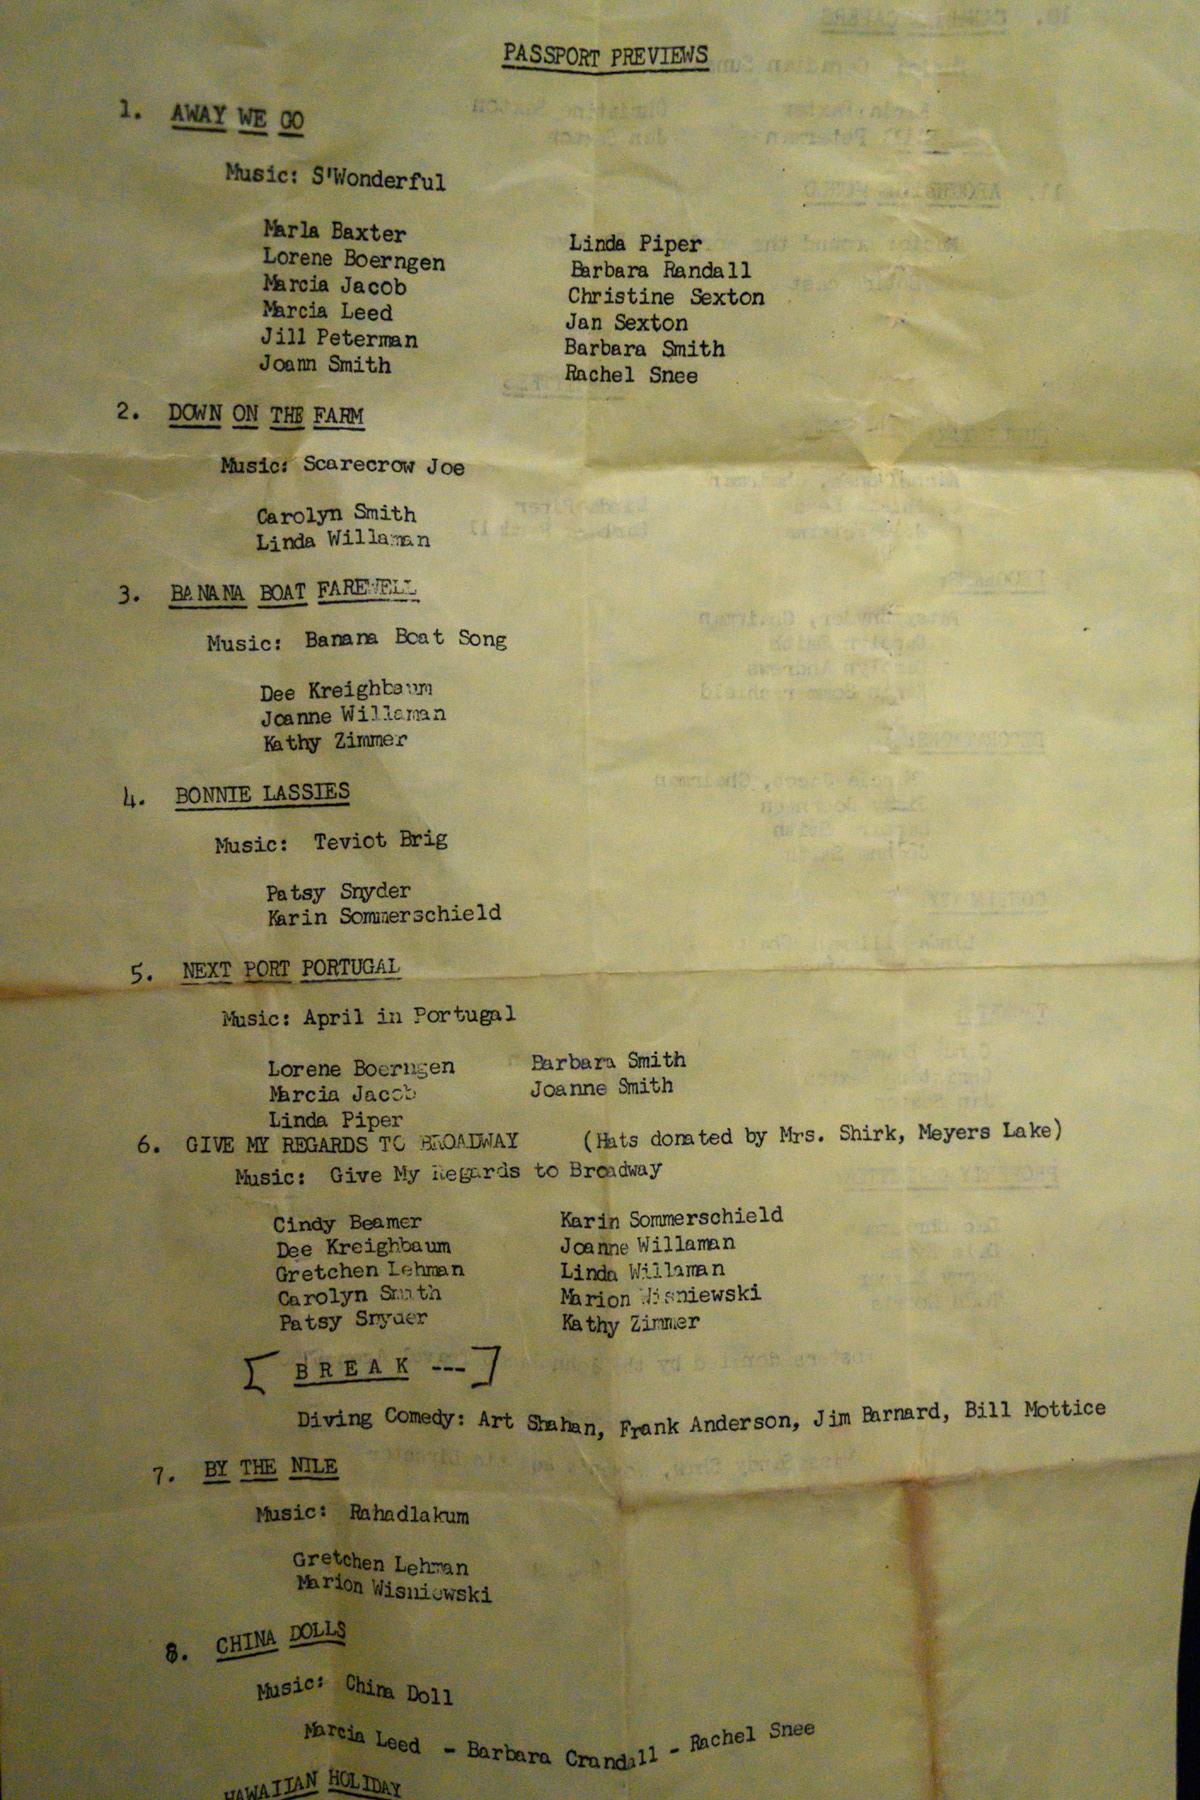 PASSPORT PREVIEWS
1. AWAY WE GO
Music: S'Wonderful
Marla Baxter
Lorene Boerngen
Marcia Jacob
Marcia Leed
Jill Peterman
Joann Smith
Linda Piper
Barbara Randall
Christine Sexton
Jan Sexton
Barbara Smith
Rachel Snee
2. DOWN ON THE FARM
Music: Scarecrow Joe
Carolyn Smith
Linda Willaman
3. BANANA BOAT FAREWELL
Music: Banana Boat Song
Dee Kreighbaum
Joanne Willaman
Kathy Zimmer
4. BONNIE LASSIES
Music: Teviot Brig
Patsy Snyder
Karin Sommerschield
5. NEXT PORT PORTUGAL
Music: April in Portugal
Lorene Boerngen
Marcia Jacob
Linda Piper
Barbara Smith
Joanne Smith
6. GIVE MY REGARDS TO BROADWAY (Hats donated by Mrs. Shirk, Meyers Lake)
Music: Give My Regards to Broadway
Cindy Beamer
Dee Kreighbaum
Gretchen Lehman
Carolyn Smith
Patsy Snyder
Karin Sommerschield
Joanne Willaman
Linda Willaman
Marion Wisniewski
Kathy Zimmer
[ B R E A K --- ]
Diving Comedy: Art Shahan, Frank Anderson, Jim Barnard, Bill Mottice
7. BY THE NILE
Music: Rahadlakum
Gretchen Lehman
Marion Wisniewski
8. CHINA DOLLS
Music: China Doll
Marcia Leed - Barbara Crandall - Rachel Snee
HAWAIIAN HOLIDAY